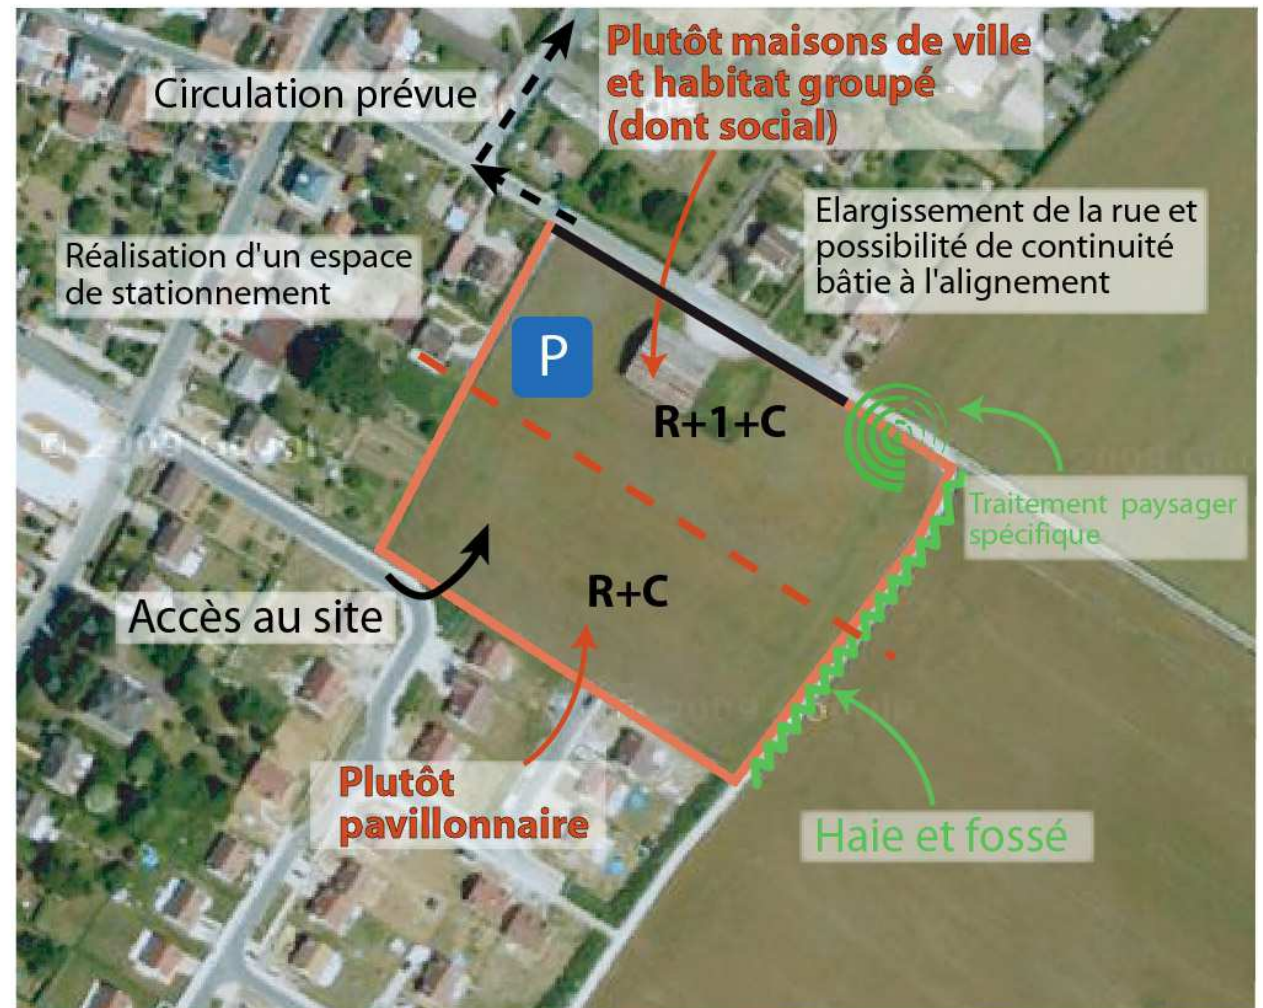 Plutôt maisons de ville
et habitat groupé
(dont social)
Circulation prévue
Elargissement de la rue et
possibilité de continuité
bâtie à l'alignement
Réalisation d'un espace
de stationnement
P
R+1+C
Traitement paysager
spécifique
R+C
Accès au site
Plutôt
pavillonnaire
Haie et fossé